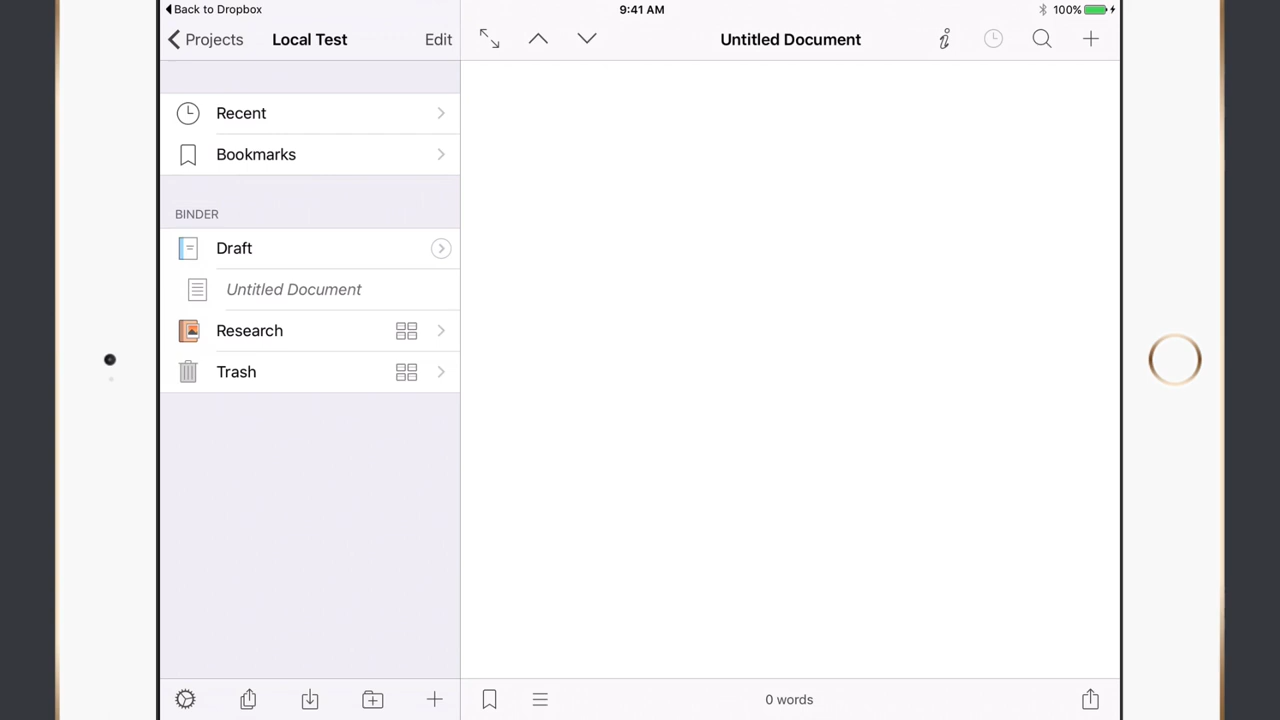 Back to Dropbox
9:41 AM
100%
Projects
Local Test
Edit
Untitled Document
Recent
Bookmarks
BINDER
Draft
Untitled Document
Research
Trash
0 words